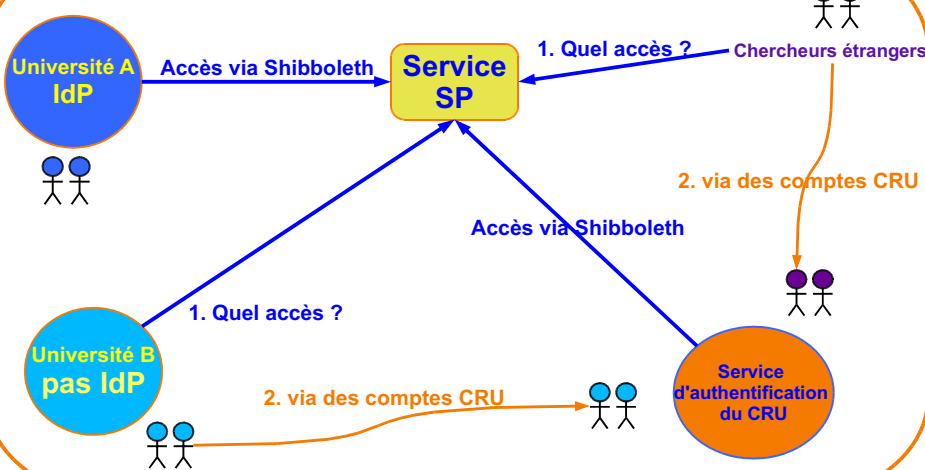 Université A
IdP
Accès via Shibboleth
Service
SP
1. Quel accès ?
Chercheurs étrangers
2. via des comptes CRU
Accès via Shibboleth
1. Quel accès ?
Université B
pas IdP
2. via des comptes CRU
Service
d'authentification
du CRU